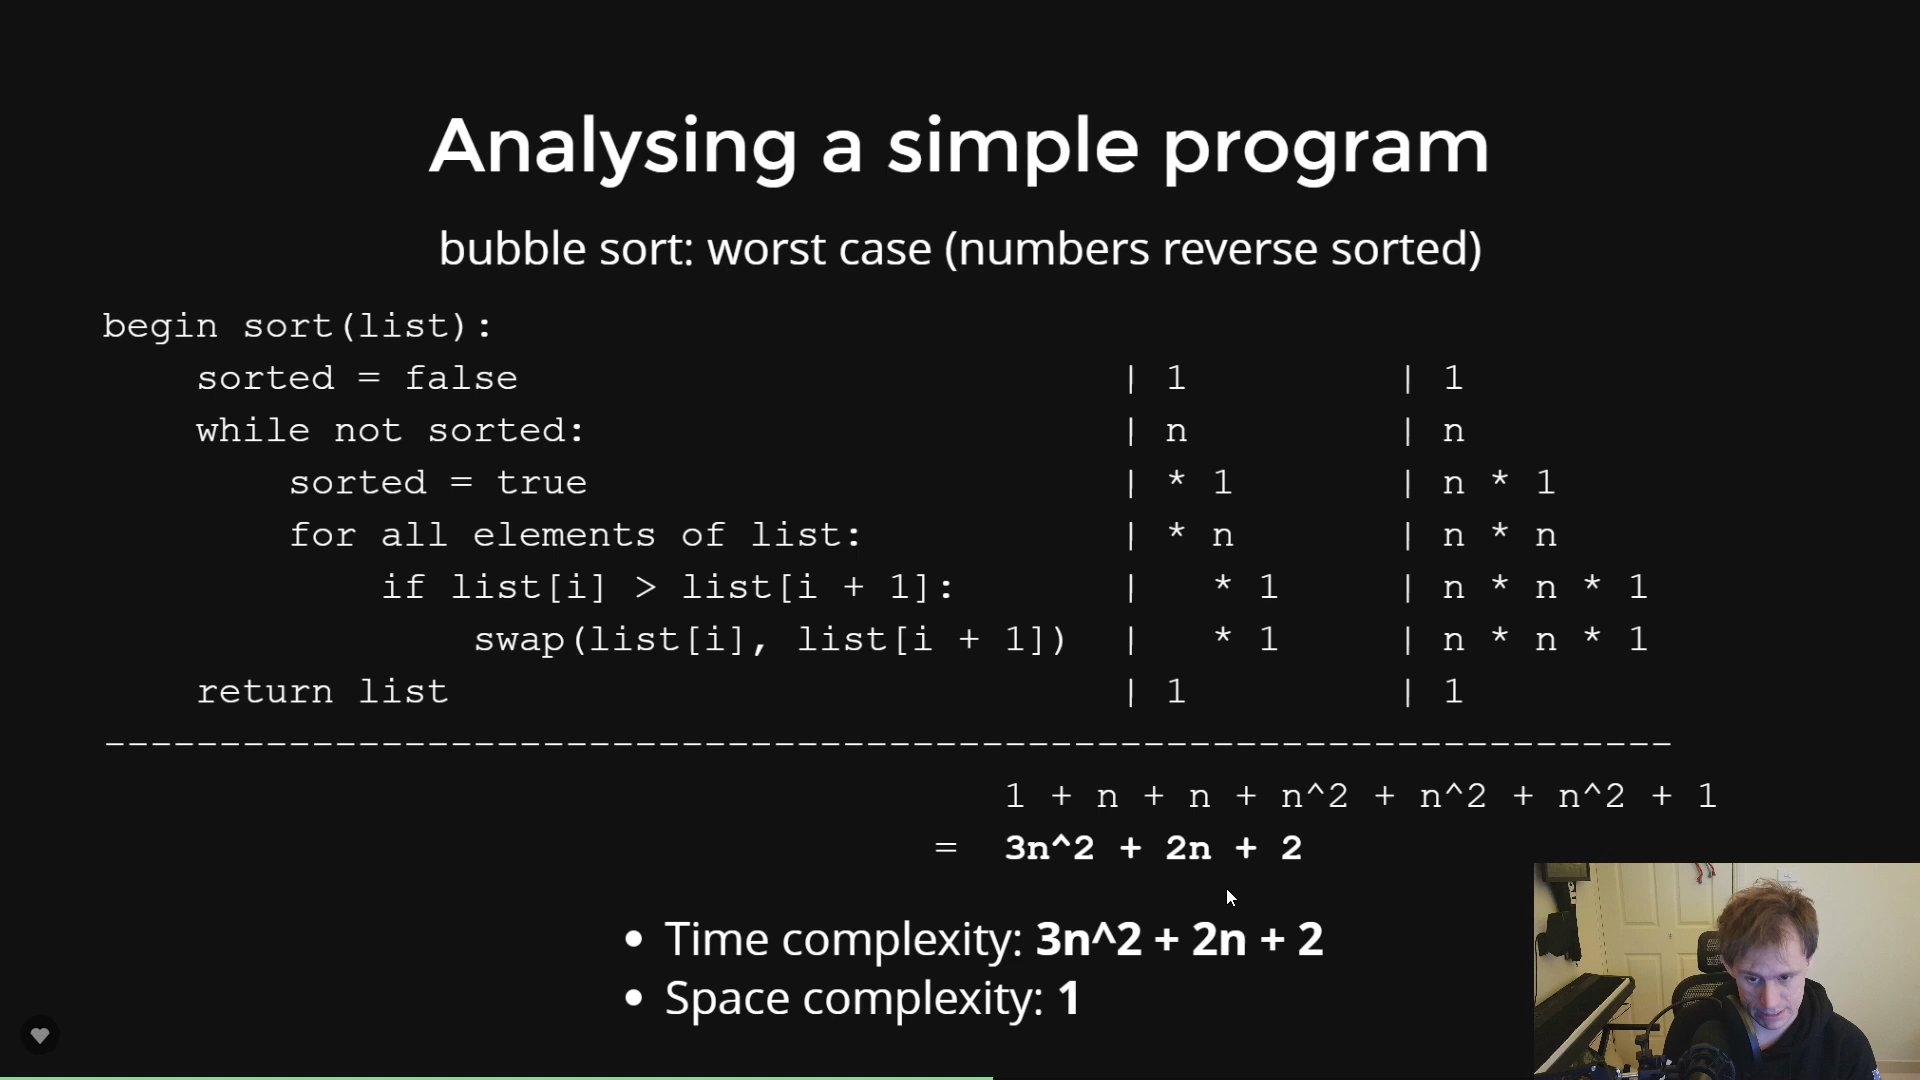 Analysing a simple program
bubble sort: worst case (numbers reverse sorted)
begin sort(list):
sorted = false | 1 | 1
while not sorted: | n | n
sorted = true | * 1 | n * 1
for all elements of list: | * n | n * n
if list[i] > list[i + 1]: | * 1 | n * n * 1
swap(list[i], list[i + 1]) | * 1 | n * n * 1
return list | 1 | 1
--------------------------------------------------------------------
1 + n + n + n^2 + n^2 + n^2 + 1
= 3n^2 + 2n + 2
• Time complexity: 3n^2 + 2n + 2
• Space complexity: 1